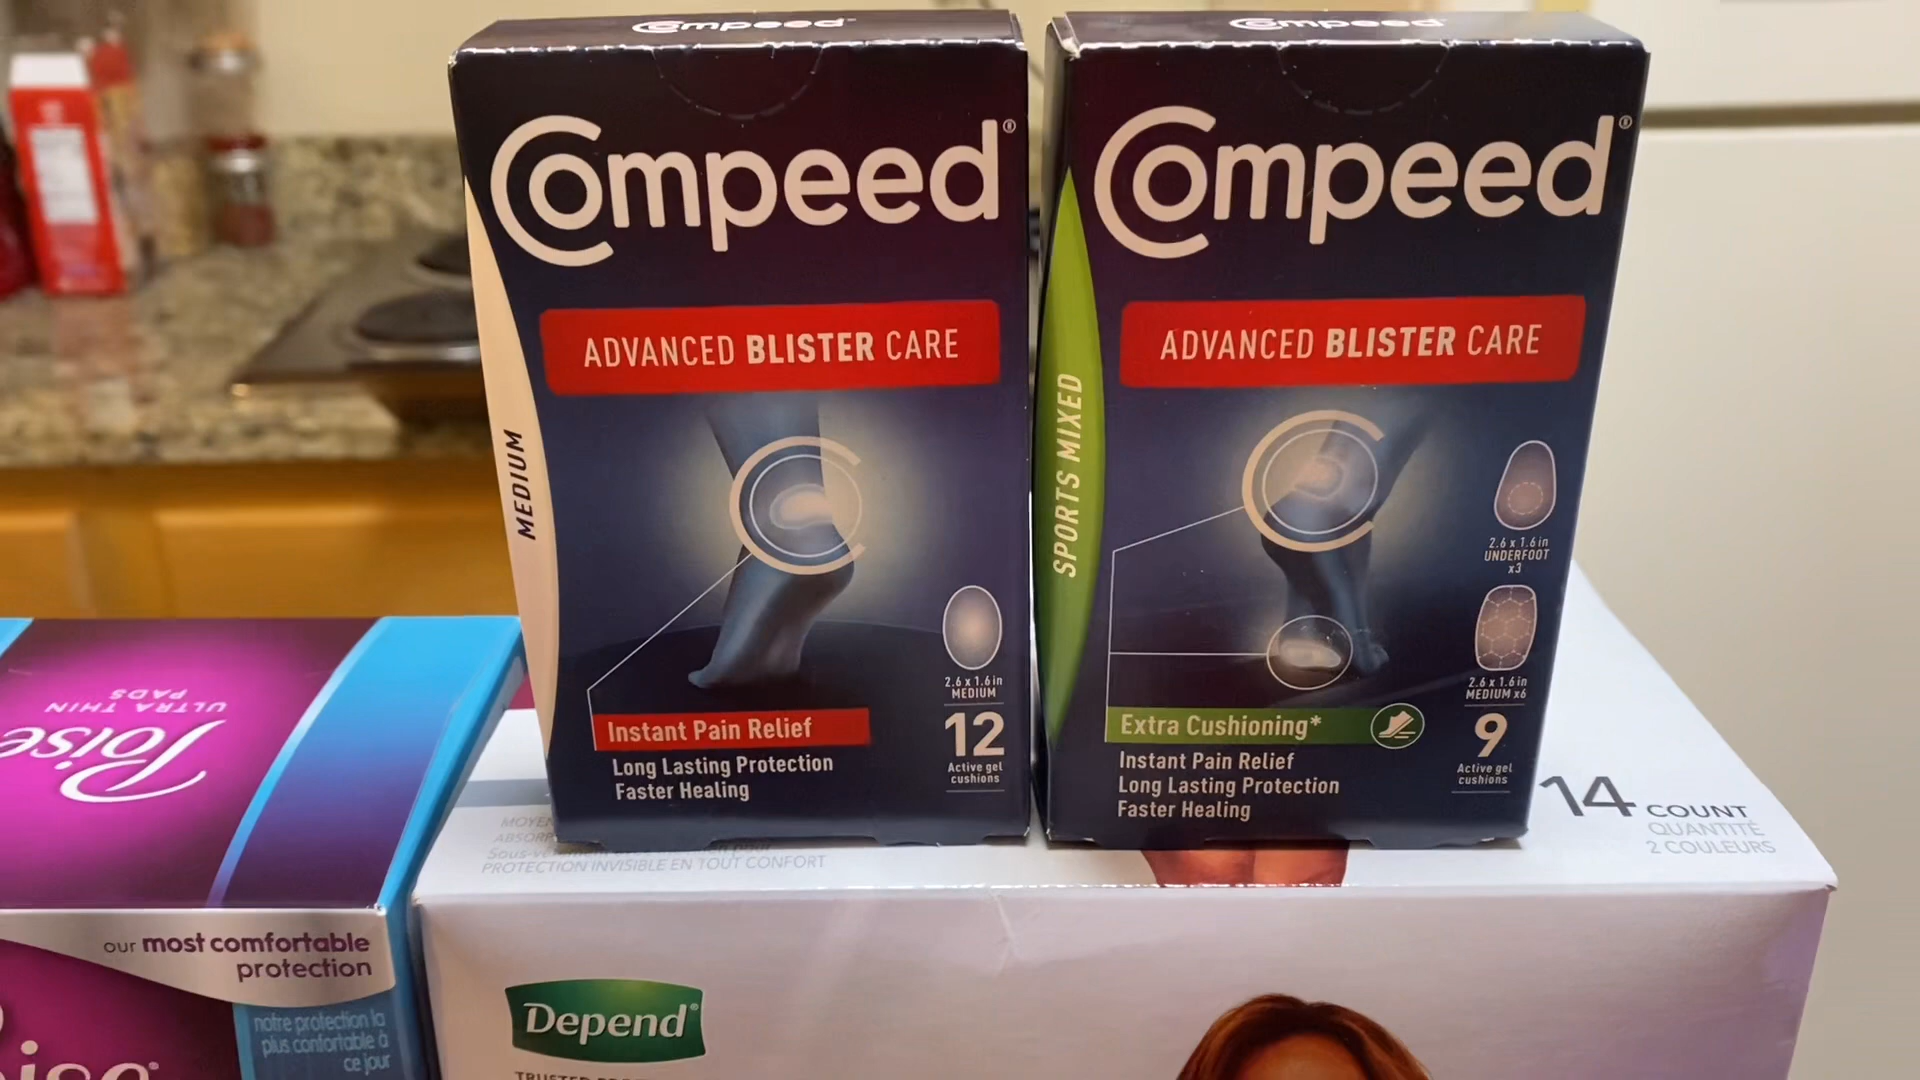 Compeed
Compeed®
ADVANCED BLISTER CARE
MEDIUM
2.6 x 1.6 in
MEDIUM
12
Active gel
cushions
Instant Pain Relief
Long Lasting Protection
Faster Healing
Compeed
Compeed®
ADVANCED BLISTER CARE
SPORTS MIXED
2.6 x 1.6 in
UNDERFOOT
x3
2.6 x 1.6 in
MEDIUM x6
9
Active gel
cushions
Extra Cushioning*
Instant Pain Relief
Long Lasting Protection
Faster Healing
Poise
ULTRA THIN
PADS
our most comfortable
protection
notre protection la
plus confortable à
ce jour
14 COUNT
QUANTITÉ
2 COULEURS
PROTECTION INVISIBLE EN TOUT CONFORT
Depend®